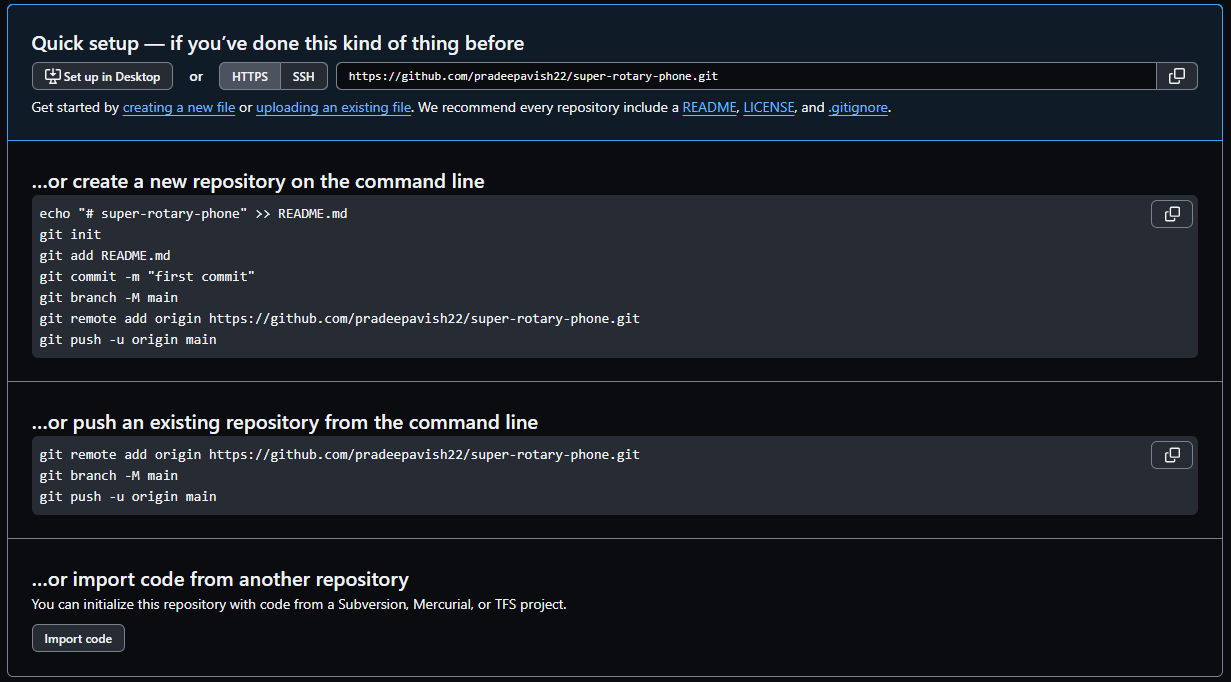 Quick setup — if you’ve done this kind of thing before
Set up in Desktop or HTTPS SSH https://github.com/pradeepavish22/super-rotary-phone.git
Get started by creating a new file or uploading an existing file. We recommend every repository include a README, LICENSE, and .gitignore.
…or create a new repository on the command line
echo "# super-rotary-phone" >> README.md
git init
git add README.md
git commit -m "first commit"
git branch -M main
git remote add origin https://github.com/pradeepavish22/super-rotary-phone.git
git push -u origin main
…or push an existing repository from the command line
git remote add origin https://github.com/pradeepavish22/super-rotary-phone.git
git branch -M main
git push -u origin main
…or import code from another repository
You can initialize this repository with code from a Subversion, Mercurial, or TFS project.
Import code